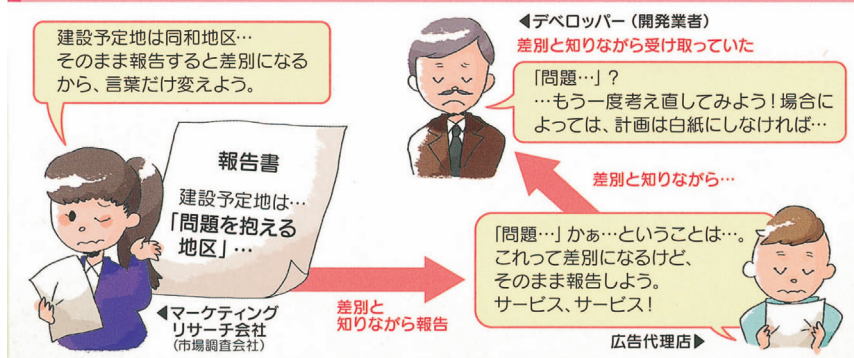 建設予定地は同和地区…
そのまま報告すると差別になる
から、言葉だけ変えよう。
報告書
建設予定地は…
「問題を抱える
地区」…
◀マーケティング
リサーチ会社
(市場調査会社)
差別と
知りながら報告
「問題…」かぁ…ということは…。
これって差別になるけど、
そのまま報告しよう。
サービス、サービス!
広告代理店▶
差別と知りながら…
◀デベロッパー(開発業者)
差別と知りながら受け取っていた
「問題…」?
…もう一度考え直してみよう!場合に
よっては、計画は白紙にしなければ…